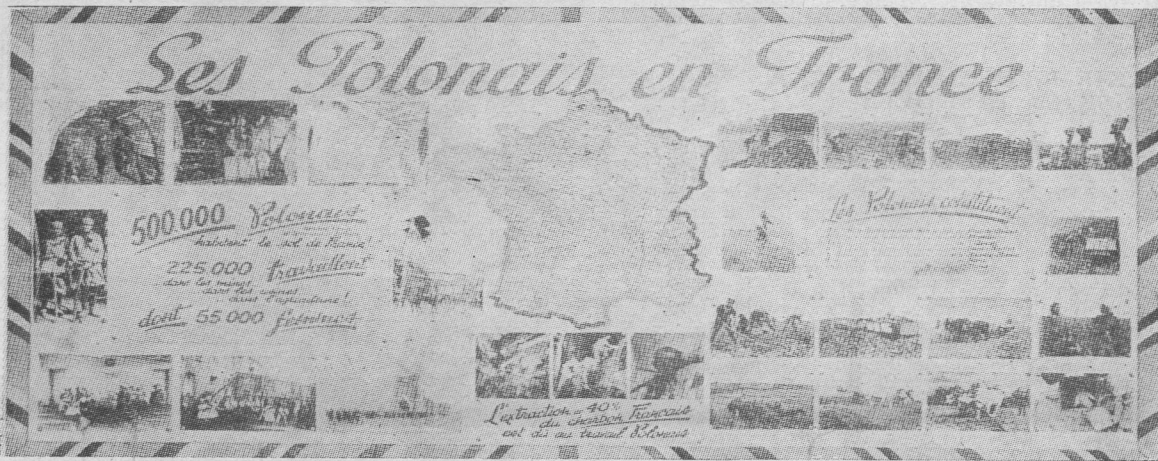 Les Polonais en France
500.000 Polonais
habitent le sol de France!
225.000 travaillent
dans les mines
dans les usines
dans l'agriculture!
dont 55.000 femmes
Les Polonais constituent
L'extraction de 40%
du charbon Français
est dû au travail Polonais